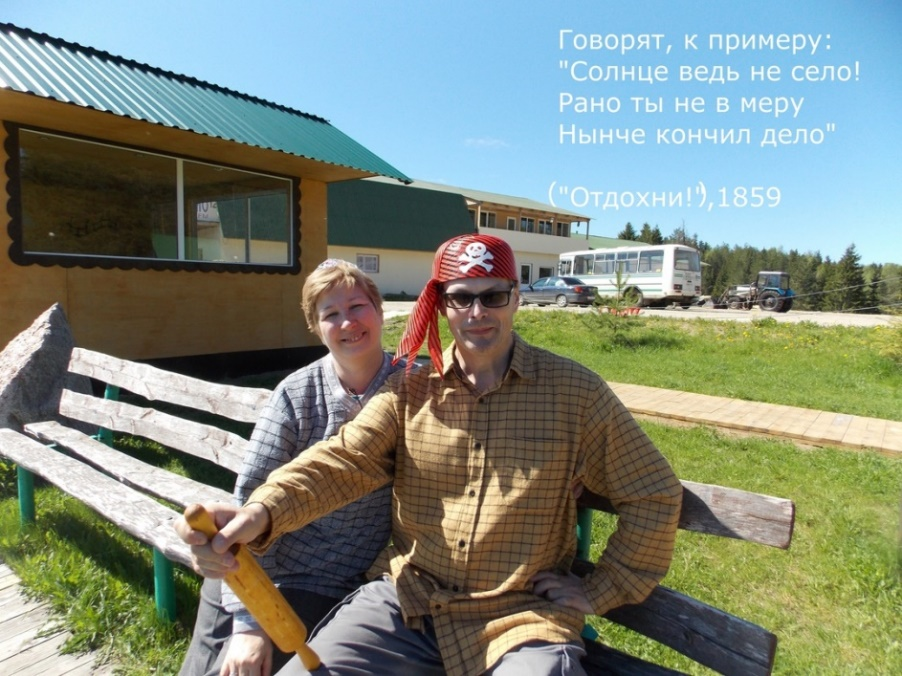 Говорят, к примеру:
"Солнце ведь не село!
Рано ты не в меру
Нынче кончил дело"
("Отдохни!"),1859